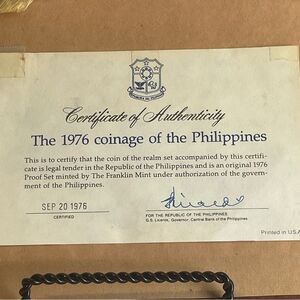 Certificate of Authenticity
The 1976 coinage of the Philippines
This is to certify that the coin of the realm set accompanied by this certifi-
cate is legal tender in the Republic of the Philippines and is an original 1976
Proof Set minted by The Franklin Mint under authorization of the govern-
ment of the Philippines.
SEP 20 1976
CERTIFIED
FOR THE REPUBLIC OF THE PHILIPPINES
G.S. Licaros, Governor, Central Bank of the Philippines
Printed in U.S.A